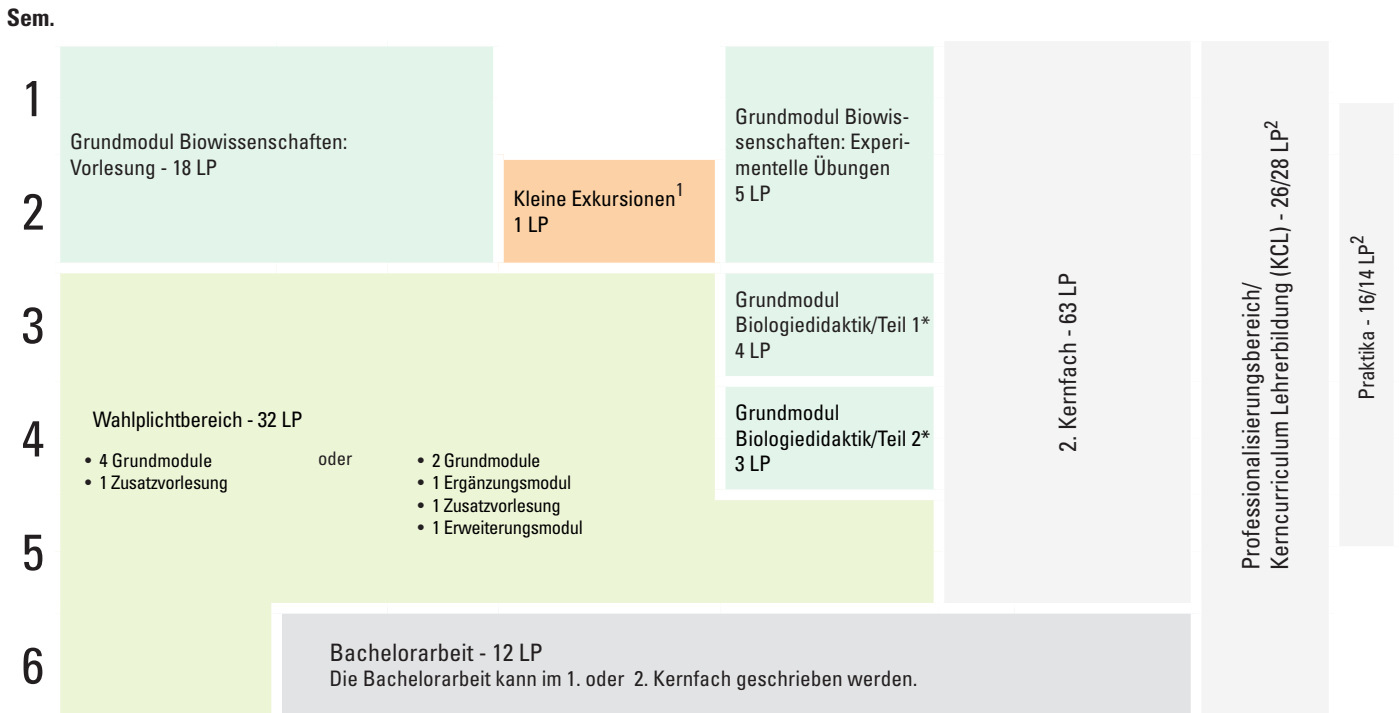 Sem.
1
Grundmodul Biowissenschaften:
Vorlesung - 18 LP
Grundmodul Biowis-
senschaften: Experi-
mentelle Übungen
5 LP
2
Kleine Exkursionen1
1 LP
3
Grundmodul
Biologiedidaktik/Teil 1*
4 LP
4
Wahlplichtbereich - 32 LP
• 4 Grundmodule
• 1 Zusatzvorlesung
oder
• 2 Grundmodule
• 1 Ergänzungsmodul
• 1 Zusatzvorlesung
• 1 Erweiterungsmodul
Grundmodul
Biologiedidaktik/Teil 2*
3 LP
5
6
Bachelorarbeit - 12 LP
Die Bachelorarbeit kann im 1. oder 2. Kernfach geschrieben werden.
2. Kernfach - 63 LP
Professionalisierungsbereich/
Kerncurriculum Lehrerbildung (KCL) - 26/28 LP2
Praktika - 16/14 LP2